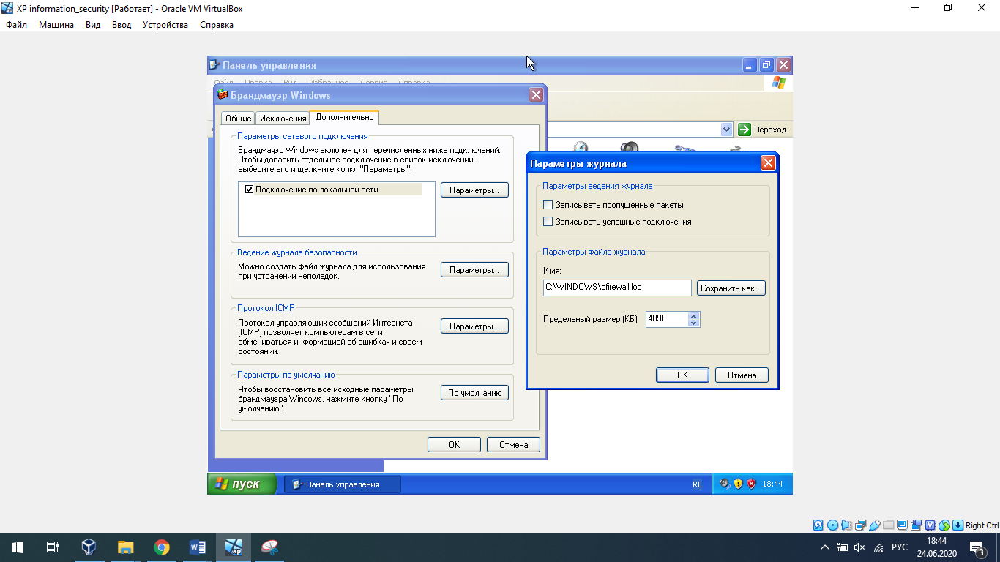 XP information_security [Работает] - Oracle VM VirtualBox
Файл Машина Вид Ввод Устройства Справка
Панель управления
Файл Правка Вид Избранное Сервис Справка
Переход
Брандмауэр Windows
Общие Исключения Дополнительно
Параметры сетевого подключения
Брандмауэр Windows включен для перечисленных ниже подключений.
Чтобы добавить отдельное подключение в список исключений,
выберите его и щелкните копку "Параметры":
Подключение по локальной сети
Параметры...
Ведение журнала безопасности
Можно создать файл журнала для использования
при устранении неполадок.
Параметры...
Протокол ICMP
Протокол управляющих сообщений Интернета
(ICMP) позволяет компьютерам в сети
обмениваться информацией об ошибках и своем
состоянии.
Параметры...
Параметры по умолчанию
Чтобы восстановить все исходные параметры
брандмауэра Windows, нажмите кнопку "По
умолчанию".
По умолчанию
OK Отмена
Параметры журнала
Параметры ведения журнала
Записывать пропущенные пакеты
Записывать успешные подключения
Параметры файла журнала
Имя:
C:\WINDOWS\pfirewall.log
Сохранить как...
Предельный размер (КБ): 4096
OK Отмена
пуск
Панель управления
RL
18:44
Right Ctrl
РУС
18:44
24.06.2020
3